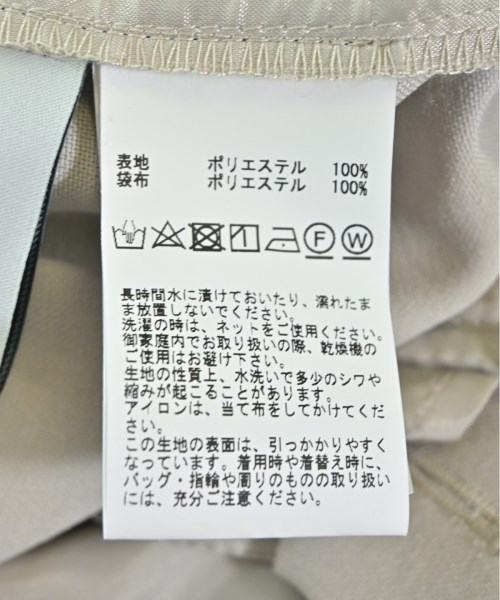 表地 ポリエステル 100%
袋布 ポリエステル 100%
F W
長時間水に漬けておいたり、濡れたま
ま放置しないでください。
洗濯の時は、ネットをご使用ください。
御家庭内でお取り扱いの際、乾燥機の
ご使用はお避け下さい。
生地の性質上、水洗いで多少のシワや
縮みが起こることがあります。
アイロンは、当て布をしてかけてくだ
さい。
この生地の表面は、引っかかりやすく
なっています。着用時や着替え時に、
バッグ・指輪や周りのものの取り扱い
には、充分ご注意ください。